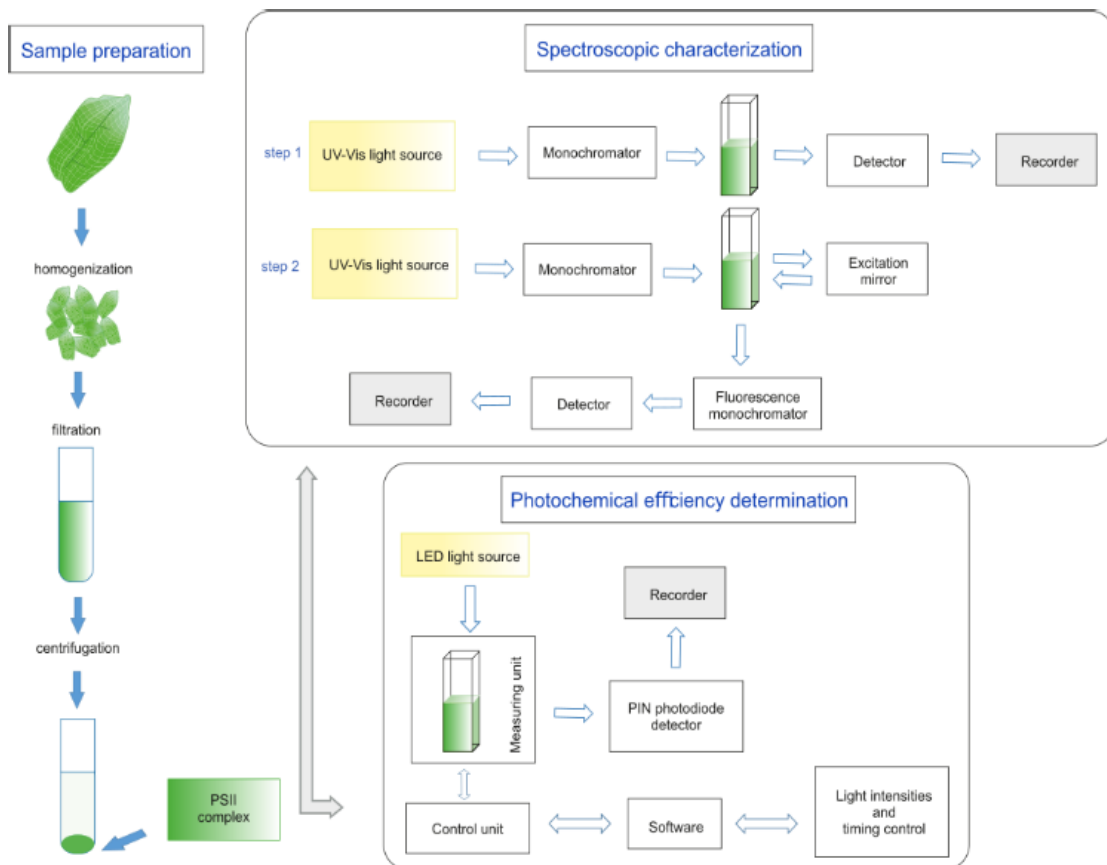 Sample preparation
homogenization
filtration
centrifugation
PSII
complex
Spectroscopic characterization
step 1
UV-Vis light source
Monochromator
Detector
Recorder
step 2
UV-Vis light source
Monochromator
Excitation
mirror
Recorder
Detector
Fluorescence
monochromator
Photochemical efficiency determination
LED light source
Recorder
Measuring unit
PIN photodiode
detector
Control unit
Software
Light intensities
and
timing control